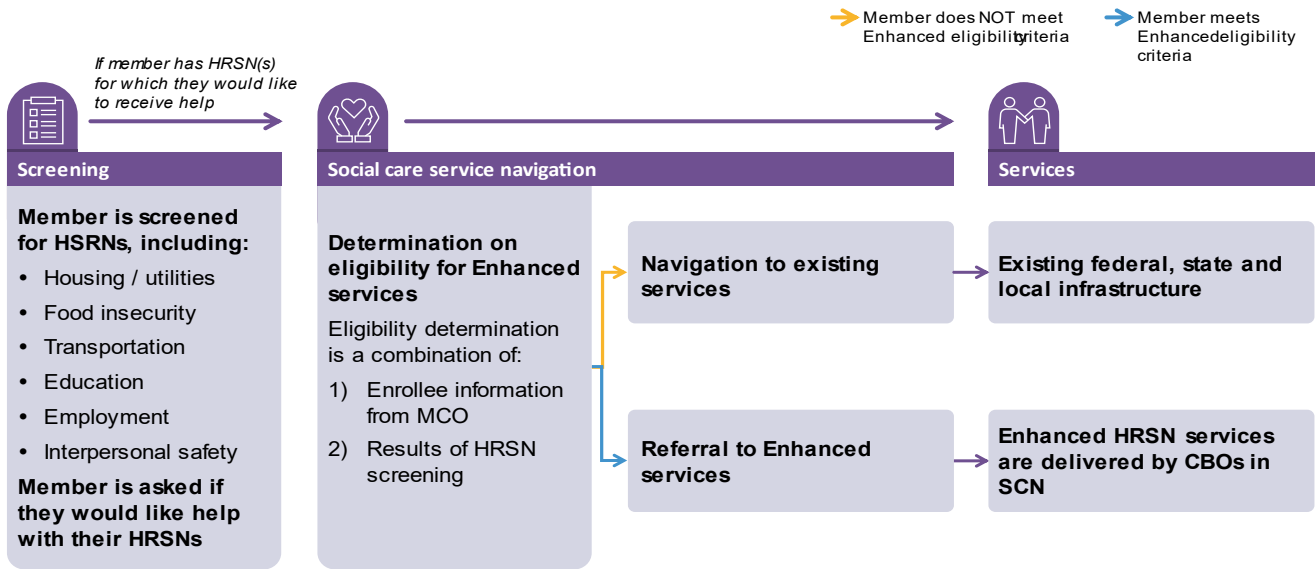 Member does NOT meet
Enhanced eligibility criteria
Member meets
Enhancedeligibility
criteria
If member has HRSN(s)
for which they would like
to receive help
Screening
Social care service navigation
Services
Member is screened
for HSRNs, including:
• Housing / utilities
• Food insecurity
• Transportation
• Education
• Employment
• Interpersonal safety
Member is asked if
they would like help
with their HRSNs
Determination on
eligibility for Enhanced
services
Eligibility determination
is a combination of:
1) Enrollee information
from MCO
2) Results of HRSN
screening
Navigation to existing
services
Existing federal, state and
local infrastructure
Referral to Enhanced
services
Enhanced HRSN services
are delivered by CBOs in
SCN